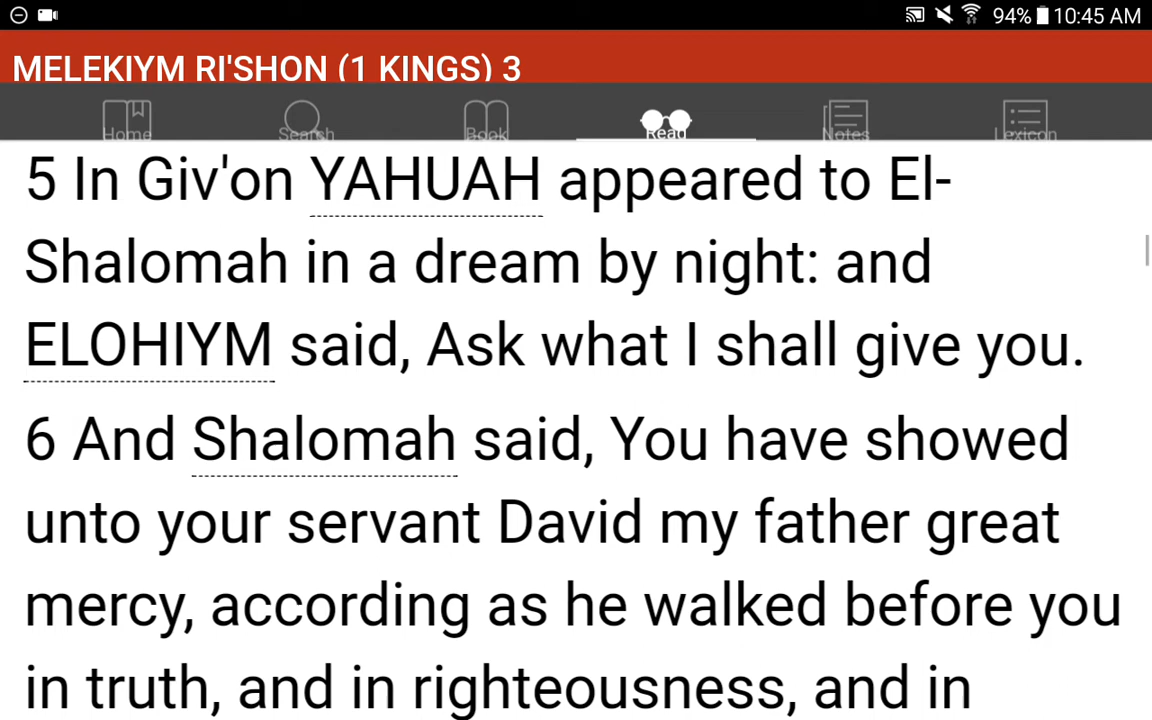 94% 10:45 AM
MELEKIYM RI'SHON (1 KINGS) 3
Home Search Book Read Notes Lexicon
5 In Giv'on YAHUAH appeared to El-
Shalomah in a dream by night: and
ELOHIYM said, Ask what I shall give you.
6 And Shalomah said, You have showed
unto your servant David my father great
mercy, according as he walked before you
in truth, and in righteousness, and in